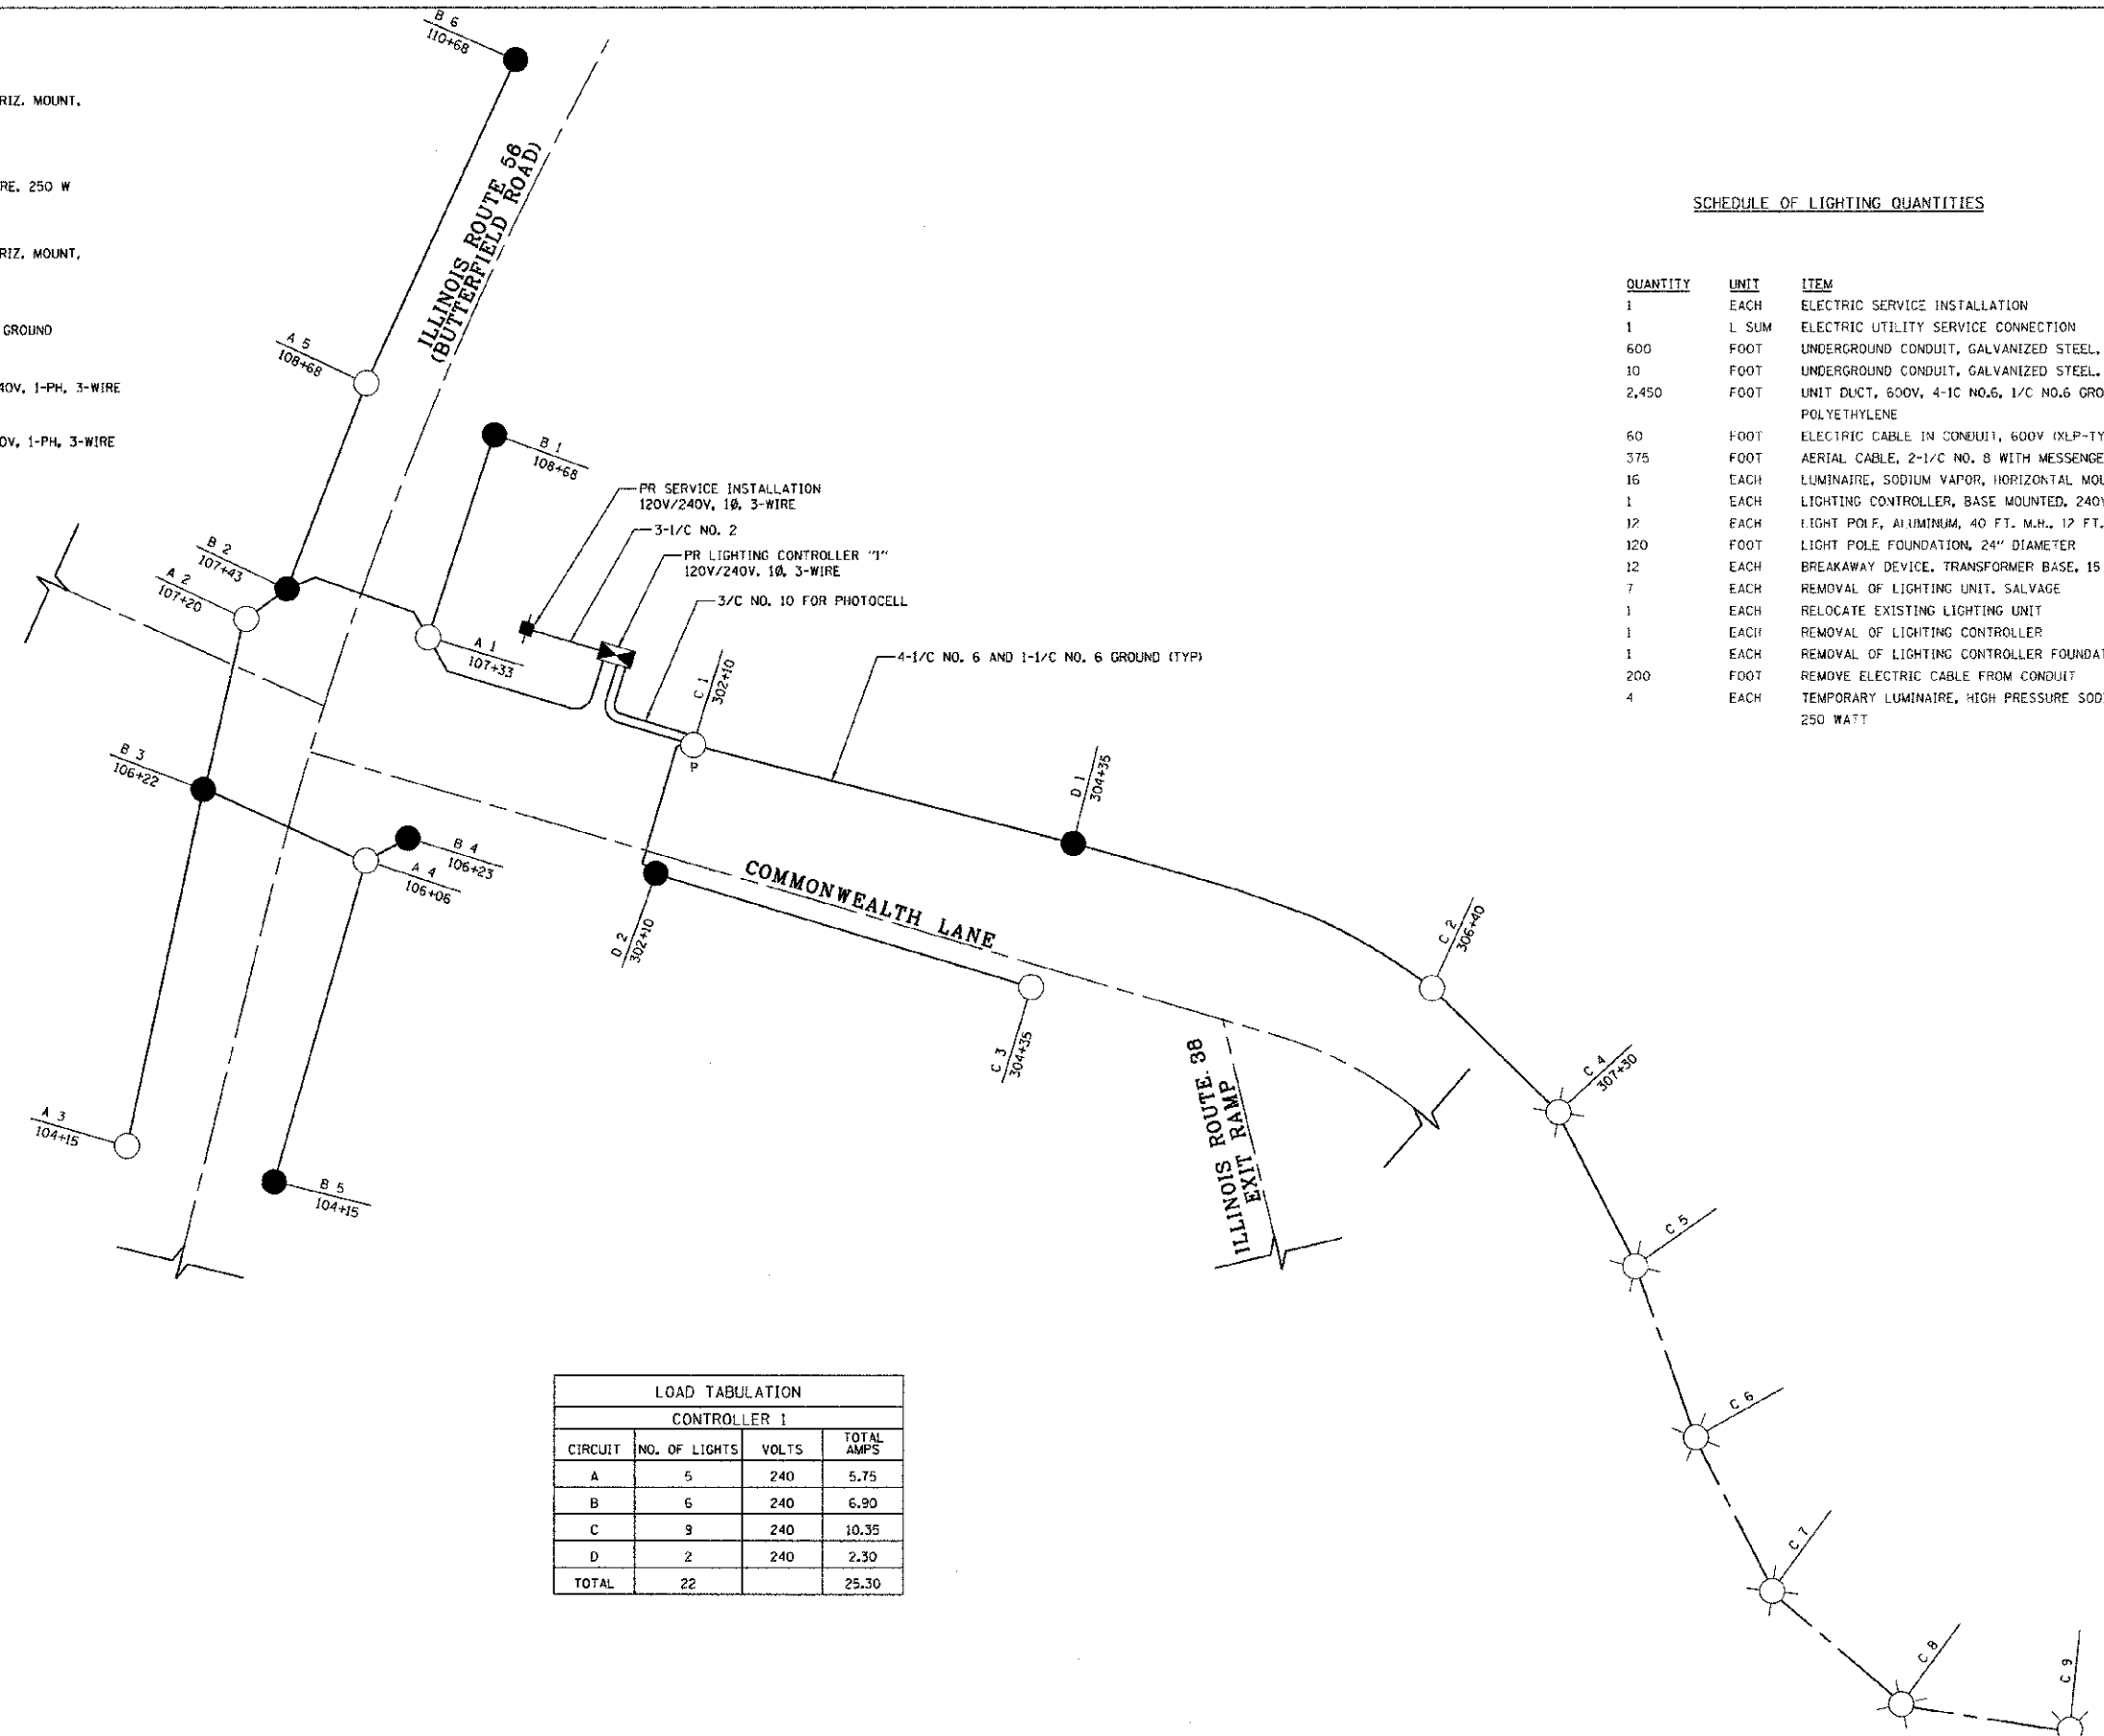 RIZ. MOUNT,
RE, 250 W
RIZ. MOUNT,
GROUND
40V, 1-PH, 3-WIRE
0V, 1-PH, 3-WIRE
B 6
110+68
ILLINOIS ROUTE 56
(BUTTERFIELD ROAD)
A 5
108+68
B 1
108+68
PR SERVICE INSTALLATION
120V/240V, 1Ø, 3-WIRE
3-1/C NO. 2
PR LIGHTING CONTROLLER "1"
120V/240V, 1Ø, 3-WIRE
3/C NO. 10 FOR PHOTOCELL
B 2
107+43
A 2
107+20
A 1
107+33
C 1
302+10
P
4-1/C NO. 6 AND 1-1/C NO. 6 GROUND (TYP)
B 3
106+22
B 4
106+23
A 4
106+06
D 1
304+35
COMMONWEALTH LANE
D 2
302+10
C 2
306+40
C 3
304+35
C 4
307+30
A 3
104+15
B 5
104+15
ILLINOIS ROUTE 38
EXIT RAMP
C 5
C 6
C 7
C 8
C 9
SCHEDULE OF LIGHTING QUANTITIES
QUANTITY UNIT ITEM
1 EACH ELECTRIC SERVICE INSTALLATION
1 L SUM ELECTRIC UTILITY SERVICE CONNECTION
600 FOOT UNDERGROUND CONDUIT, GALVANIZED STEEL,
10 FOOT UNDERGROUND CONDUIT, GALVANIZED STEEL,
2,450 FOOT UNIT DUCT, 600V, 4-1C NO.6, 1/C NO.6 GRO
POLYETHYLENE
60 FOOT ELECTRIC CABLE IN CONDUIT, 600V (XLP-TY
375 FOOT AERIAL CABLE, 2-1/C NO. 8 WITH MESSENGE
16 EACH LUMINAIRE, SODIUM VAPOR, HORIZONTAL MOU
1 EACH LIGHTING CONTROLLER, BASE MOUNTED, 240V
12 EACH LIGHT POLE, ALUMINUM, 40 FT. M.H., 12 FT.
120 FOOT LIGHT POLE FOUNDATION, 24" DIAMETER
12 EACH BREAKAWAY DEVICE, TRANSFORMER BASE, 15
7 EACH REMOVAL OF LIGHTING UNIT, SALVAGE
1 EACH RELOCATE EXISTING LIGHTING UNIT
1 EACH REMOVAL OF LIGHTING CONTROLLER
1 EACH REMOVAL OF LIGHTING CONTROLLER FOUNDAT
200 FOOT REMOVE ELECTRIC CABLE FROM CONDUIT
4 EACH TEMPORARY LUMINAIRE, HIGH PRESSURE SOD
250 WATT
LOAD TABULATION
CONTROLLER 1
CIRCUIT NO. OF LIGHTS VOLTS TOTAL AMPS
A 5 240 5.75
B 6 240 6.90
C 9 240 10.35
D 2 240 2.30
TOTAL 22 25.30